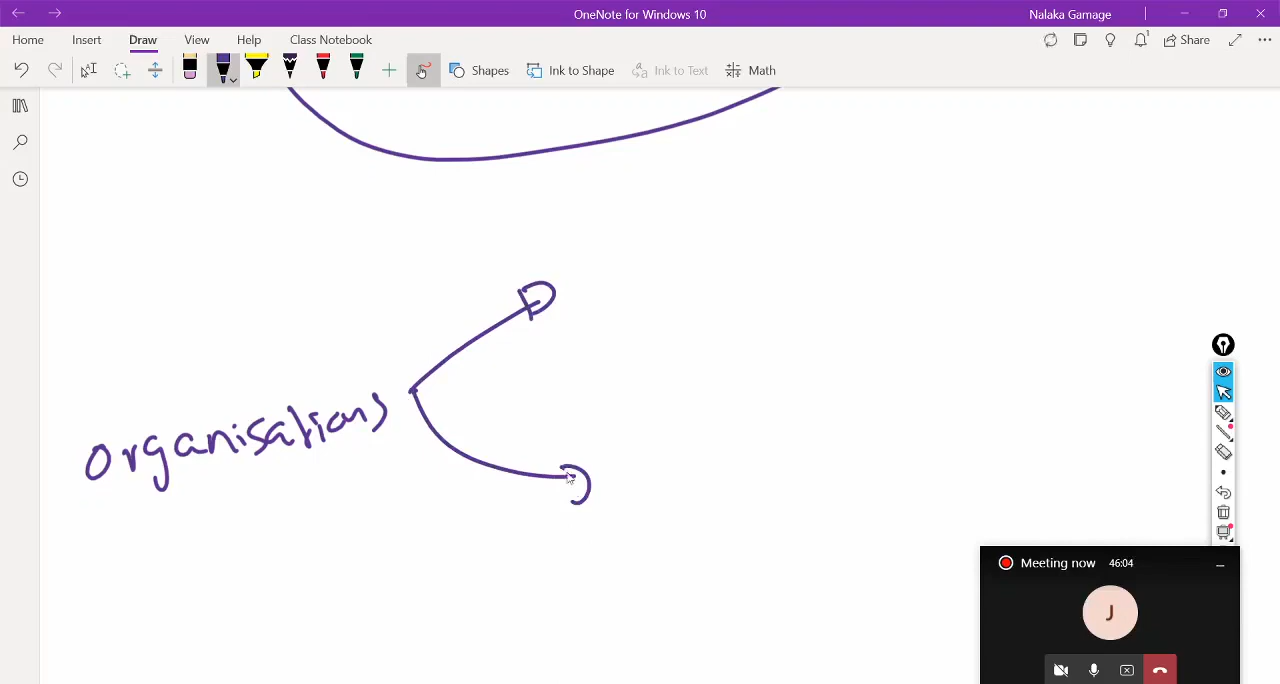 OneNote for Windows 10
Nalaka Gamage
Home Insert Draw View Help Class Notebook
Share
Shapes Ink to Shape Ink to Text Math
organisations
Meeting now 46:04
J